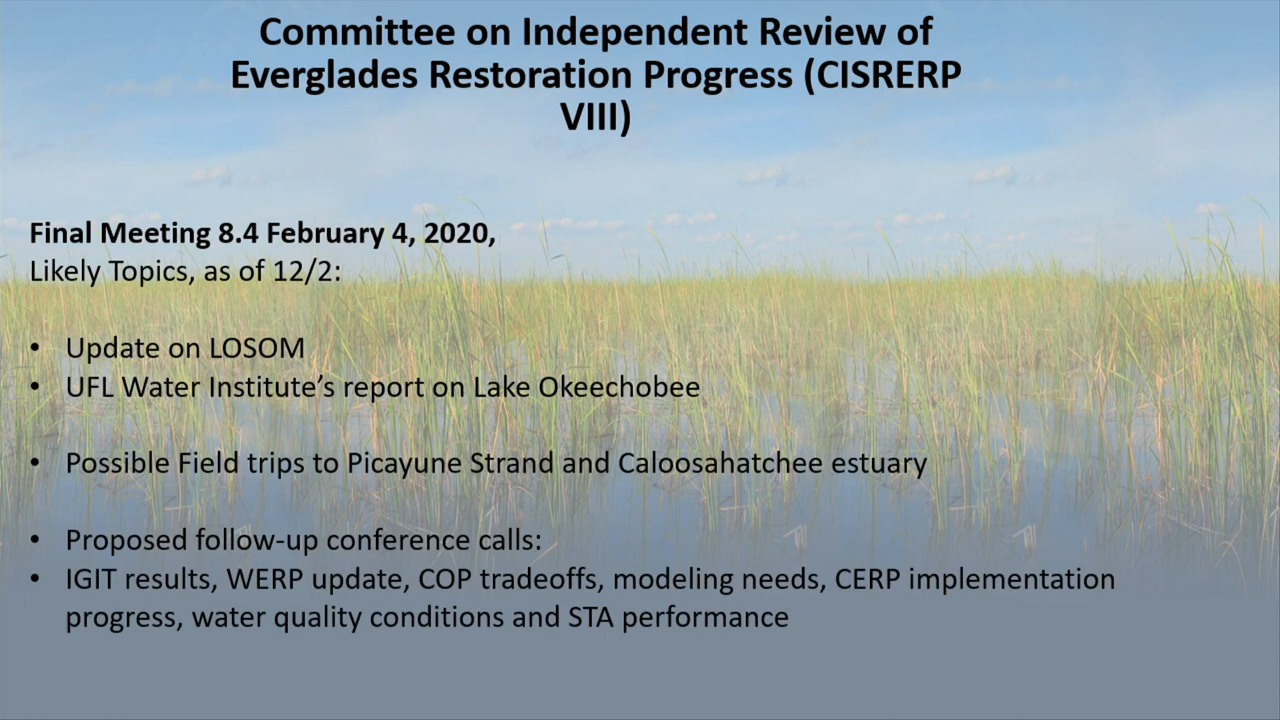 Committee on Independent Review of
Everglades Restoration Progress (CISRERP
VIII)
Final Meeting 8.4 February 4, 2020,
Likely Topics, as of 12/2:
• Update on LOSOM
• UFL Water Institute’s report on Lake Okeechobee
• Possible Field trips to Picayune Strand and Caloosahatchee estuary
• Proposed follow-up conference calls:
• IGIT results, WERP update, COP tradeoffs, modeling needs, CERP implementation
progress, water quality conditions and STA performance